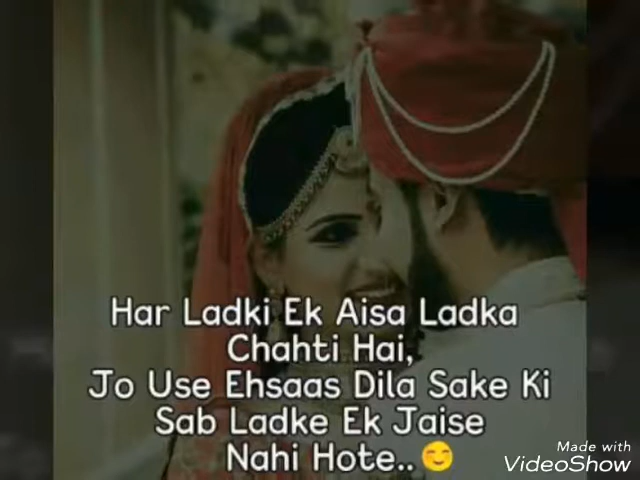 Har Ladki Ek Aisa Ladka
Chahti Hai,
Jo Use Ehsaas Dila Sake Ki
Sab Ladke Ek Jaise
Nahi Hote.. 😊
Made with
VideoShow